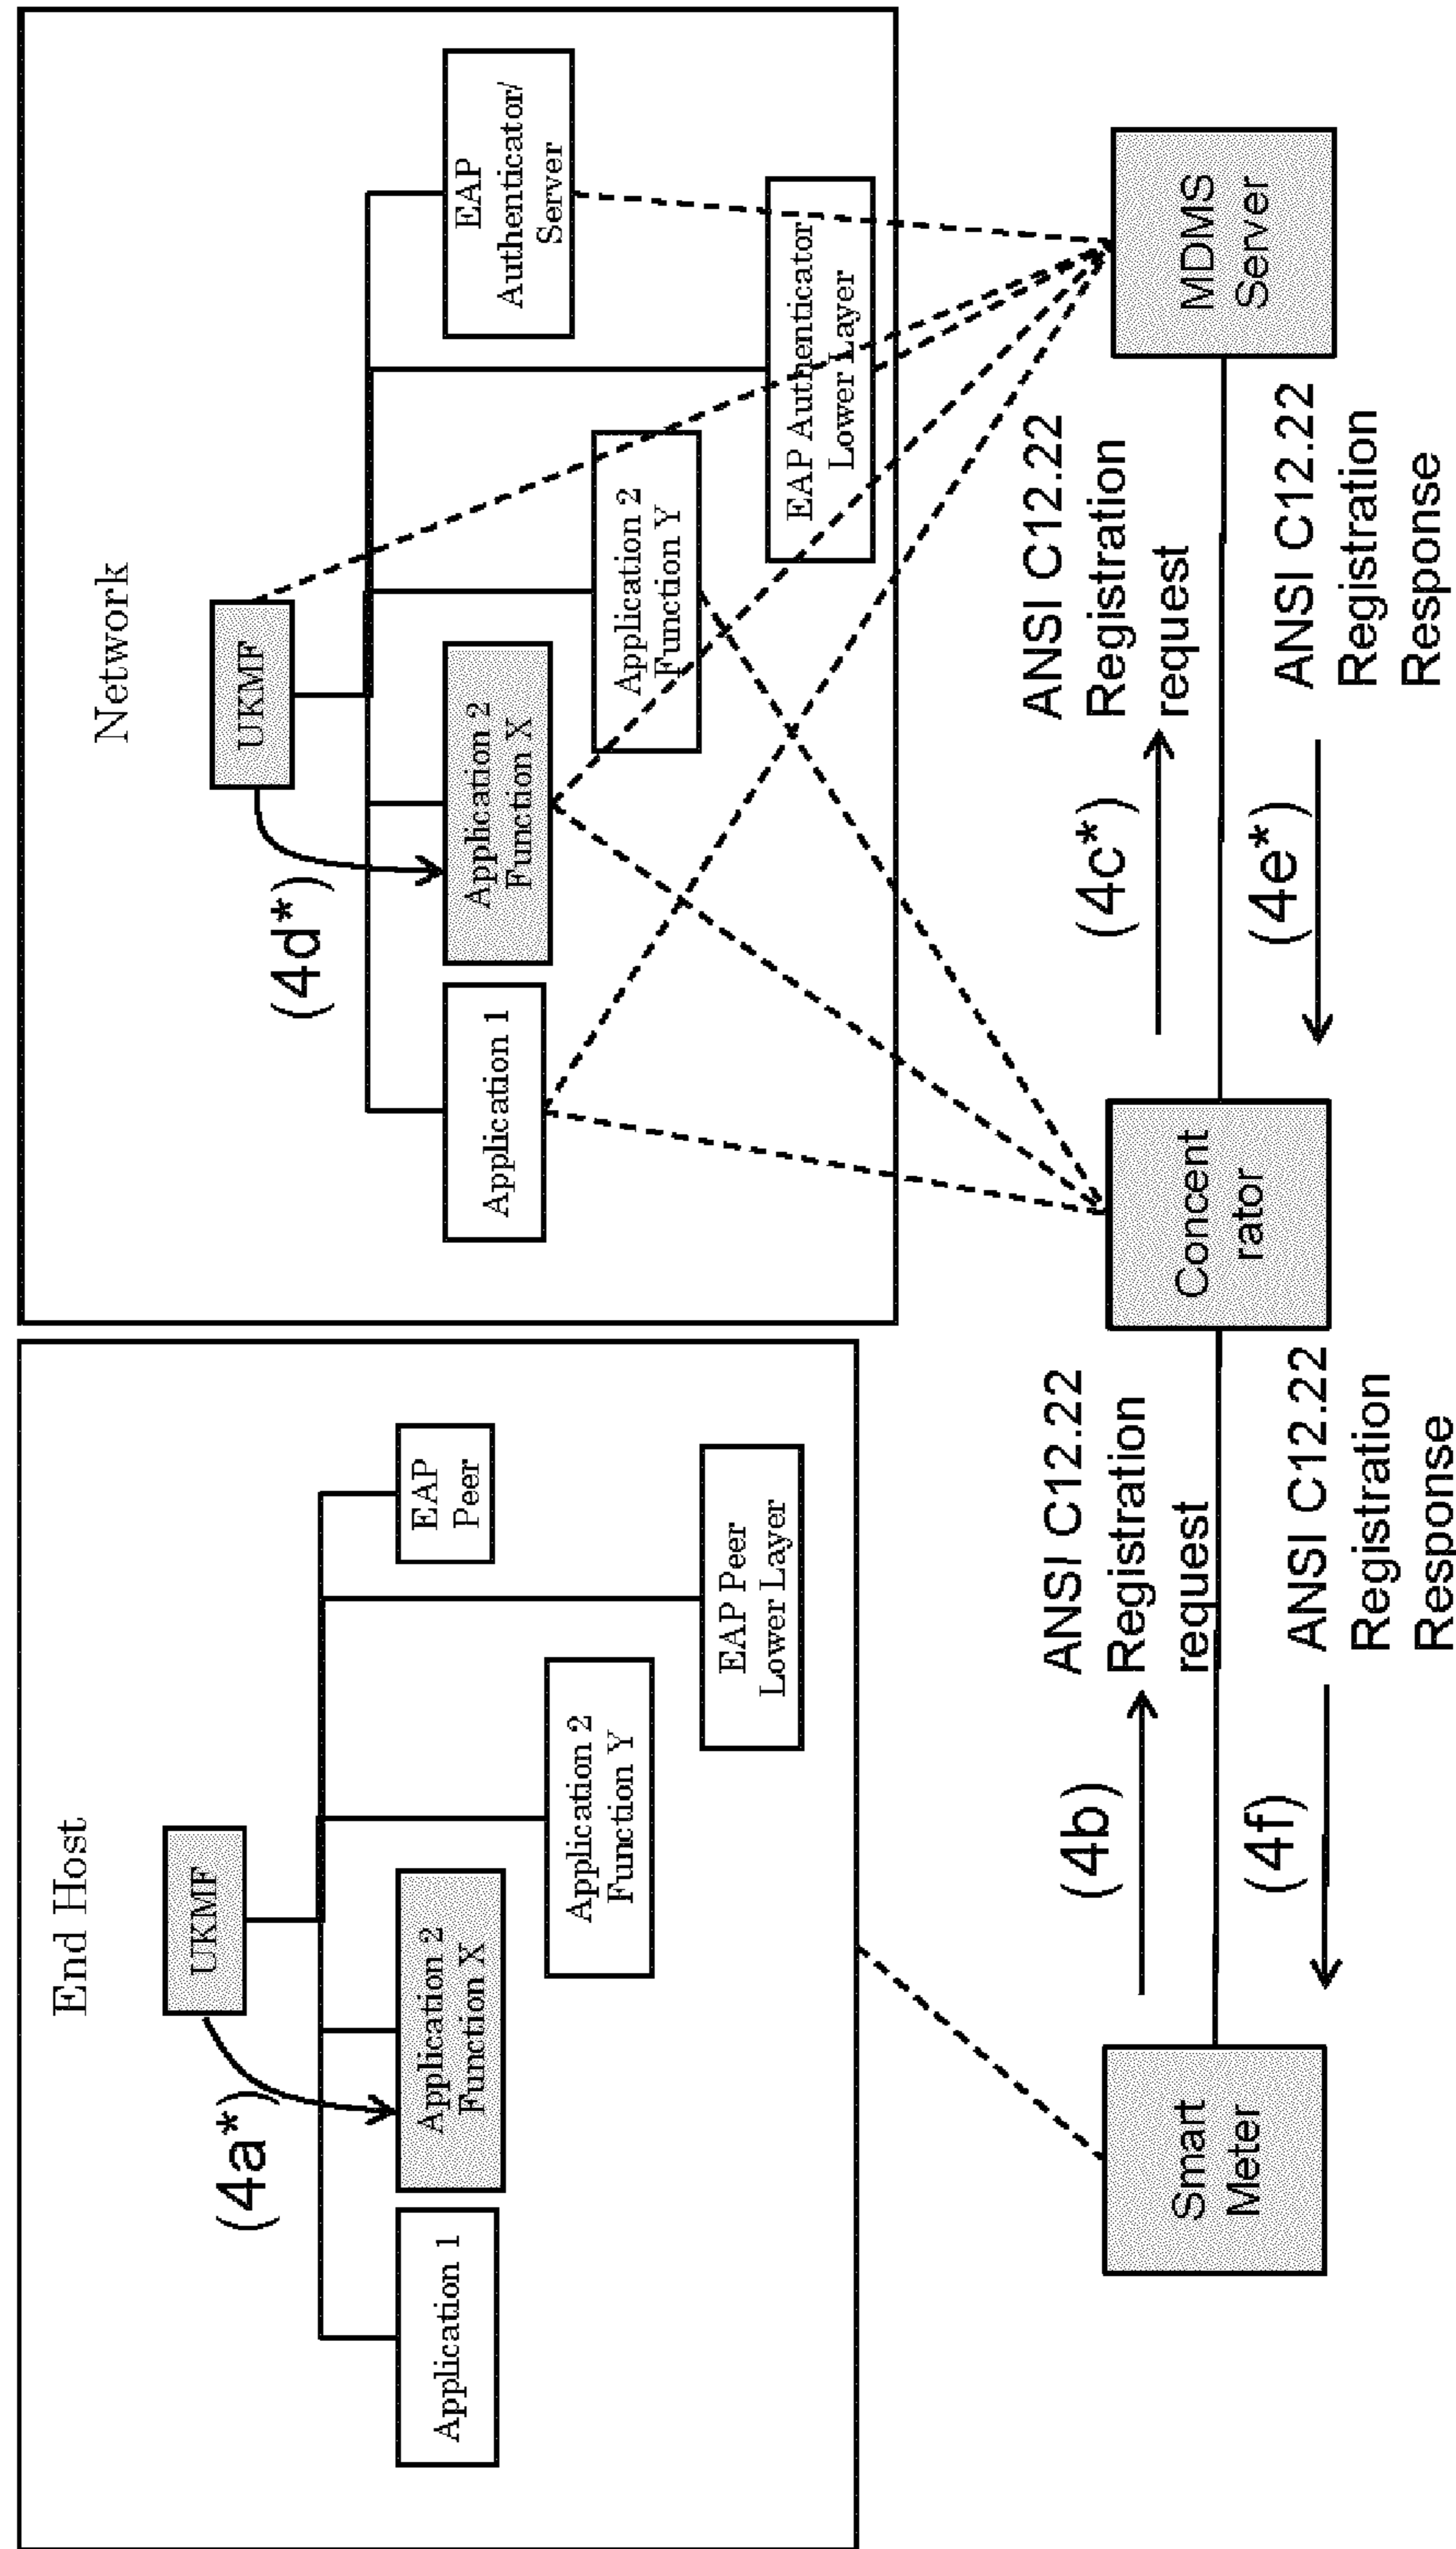 End Host
UKMF
(4a*)
Application 1
Application 2
Function X
Application 2
Function Y
EAP Peer
Lower Layer
EAP
Peer
Network
UKMF
(4d*)
Application 1
Application 2
Function X
Application 2
Function Y
EAP Authenticator
Lower Layer
EAP
Authenticator/
Server
Smart
Meter
(4b)
ANSI C12.22
Registration
request
(4f)
ANSI C12.22
Registration
Response
Concent
rator
(4c*)
ANSI C12.22
Registration
request
(4e*)
ANSI C12.22
Registration
Response
MDMS
Server